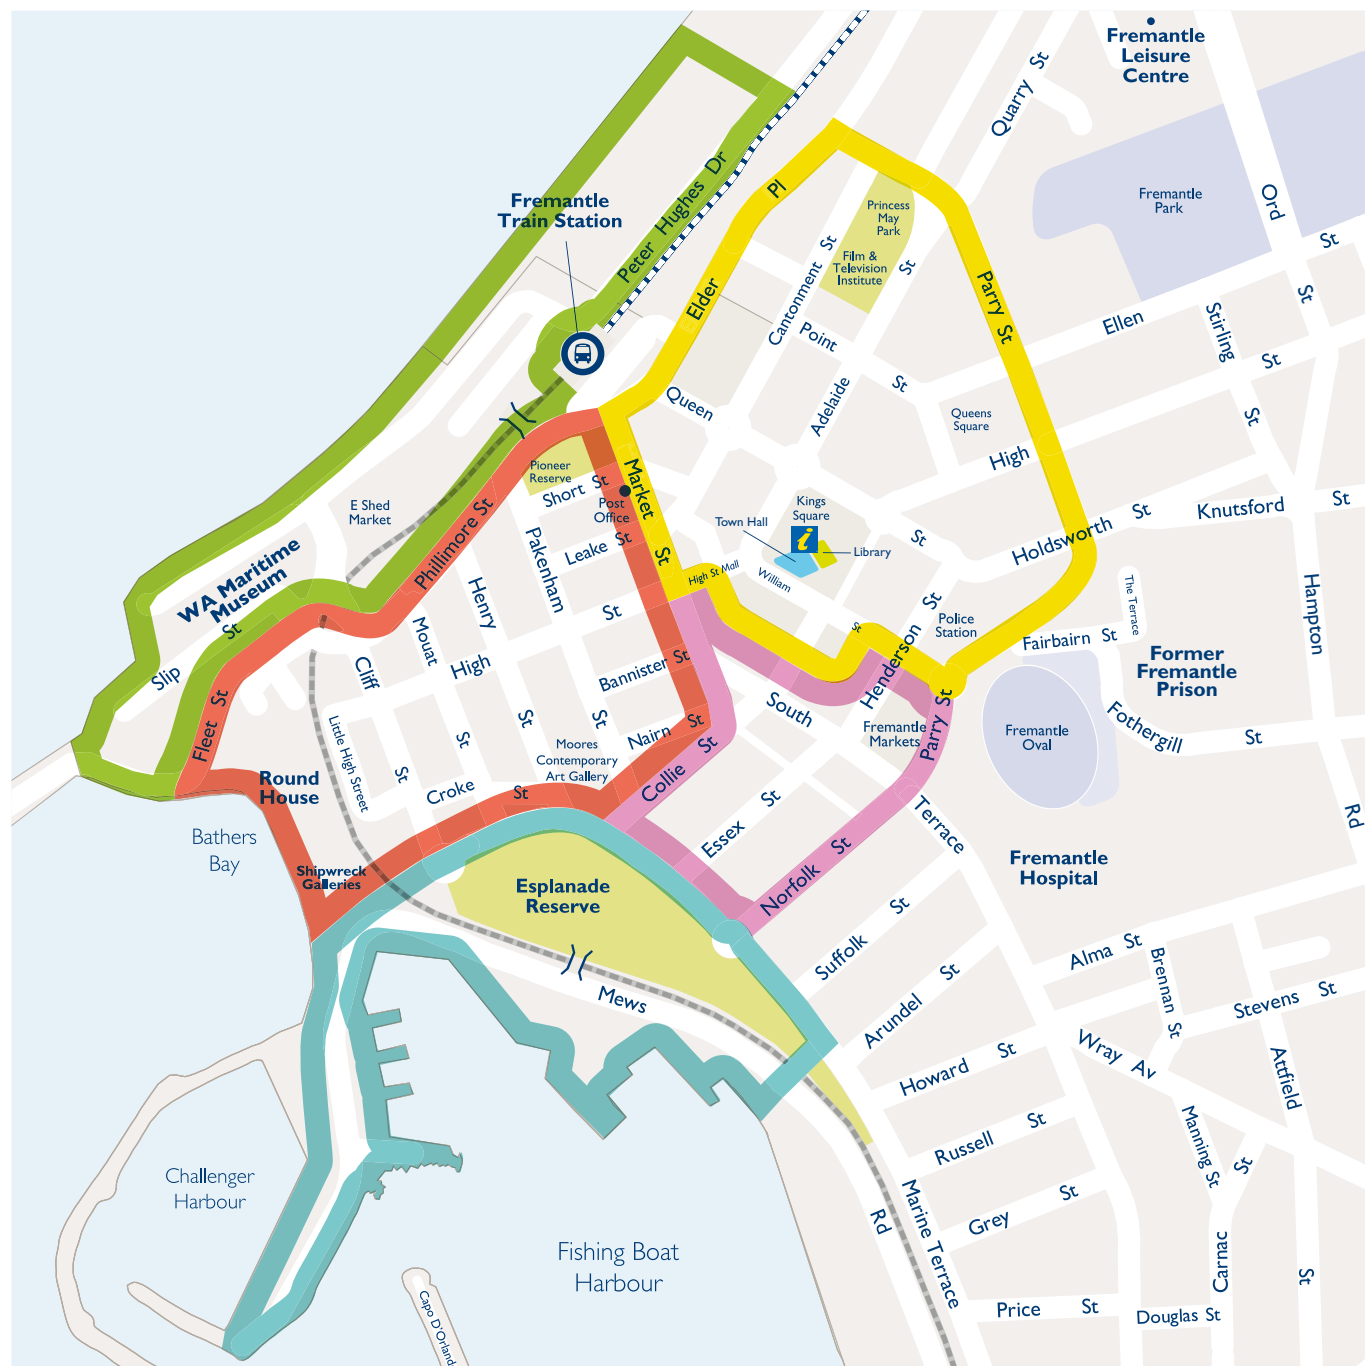 Fremantle
Leisure
Centre
Quarry St
Fremantle
Park
Ord
St
St
Peter Hughes Dr
Fremantle
Train Station
Elder Pl
Princess
May
Park
Film &
Television
Institute
Cantonment St
Adelaide St
Parry St
Point St
Ellen St
Stirling
St
Queen
St
Queens
Square
High
St
Market
St
Pioneer
Reserve
Short St
Post
Office
Leake St
E Shed
Market
Phillimore St
Pakenham
St
Henry
St
Mouat
St
Cliff
St
High
St
Bannister St
Nairn St
Kings
Square
Town Hall
i
Library
High St Mall
William
St
Holdsworth St
Knutsford St
Hampton
Rd
The Terrace
Police
Station
Fairbairn St
Former
Fremantle
Prison
Fothergill St
Fremantle
Oval
Henderson St
Fremantle
Markets
Parry St
South
WA Maritime
Museum
Slip St
Fleet St
Little High Street
Round
House
Croke St
Moores
Contemporary
Art Gallery
Collie St
Essex St
Norfolk St
Terrace
Fremantle
Hospital
Bathers
Bay
Shipwreck
Galleries
Esplanade
Reserve
Suffolk St
Arundel St
Alma St
Brennan St
Stevens St
Mews
Rd
Howard St
Wray Av
Attfield
St
Russell St
Manning St
St
Grey St
Carnac
Marine Terrace
Price St
Douglas St
Challenger
Harbour
Fishing Boat
Harbour
Capo D'Orland